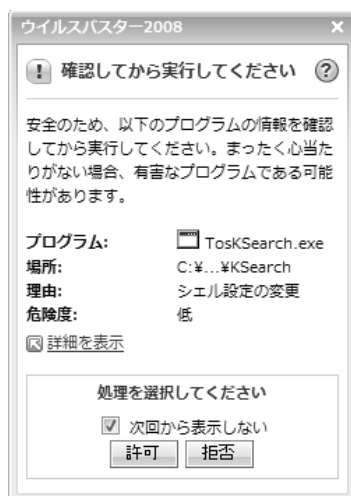 ウイルスバスター2008
確認してから実行してください
安全のため、以下のプログラムの情報を確認
してから実行してください。まったく心当た
りがない場合、有害なプログラムである可能
性があります。
プログラム: TosKSearch.exe
場所: C:¥...¥KSearch
理由: シェル設定の変更
危険度: 低
詳細を表示
処理を選択してください
次回から表示しない
許可 拒否